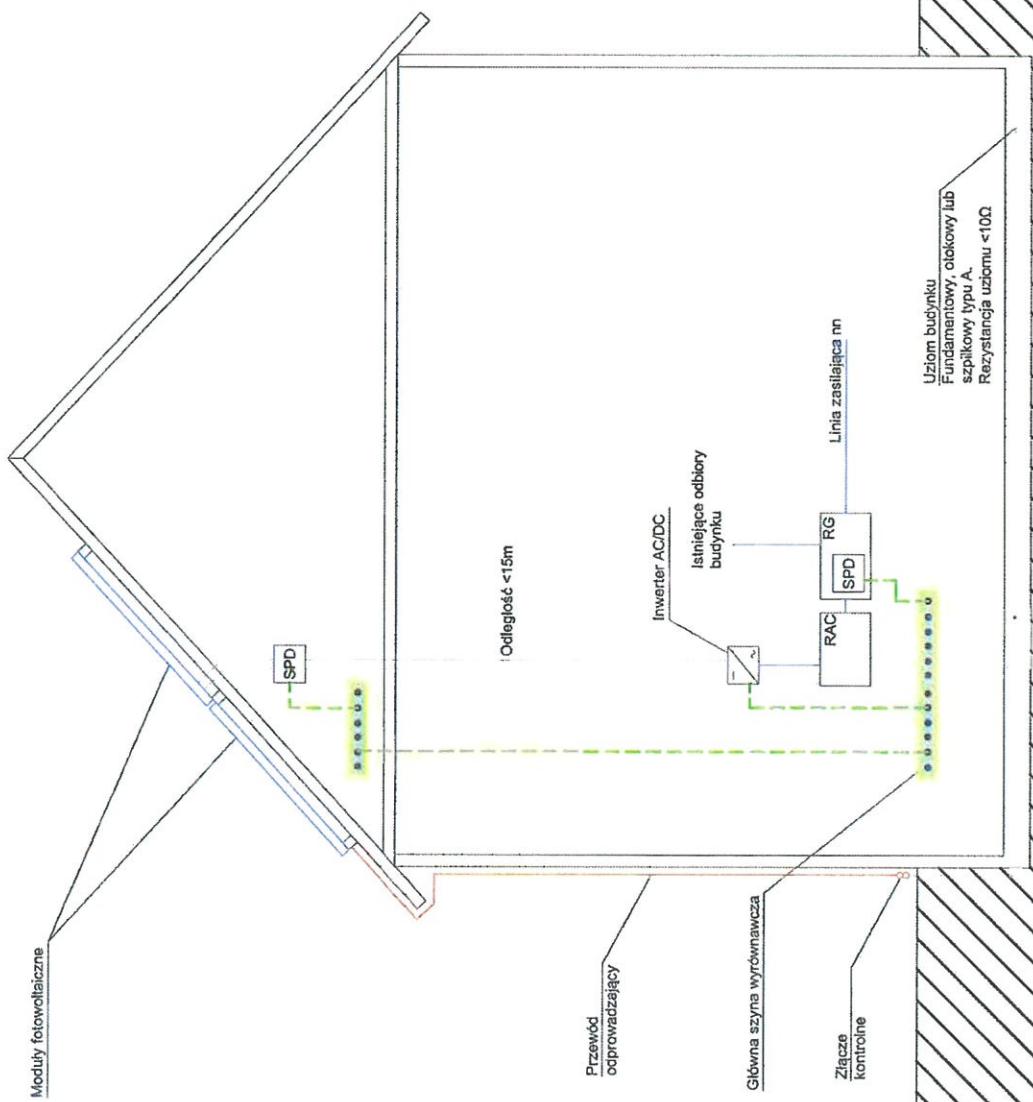 Moduły fotowoltaiczne
SPD
Odległość <15m
Inwerter AC/DC
Istniejące odbiory
budynku
RG
SPD
RAC
Linia zasilająca nn
Przewód
odprowadzający
Główna szyna wyrównawcza
Złącze
kontrolne
Uziom budynku
Fundamentowy, otokowy lub
szpilkowy typu A.
Rezystancja uziomu <10Ω